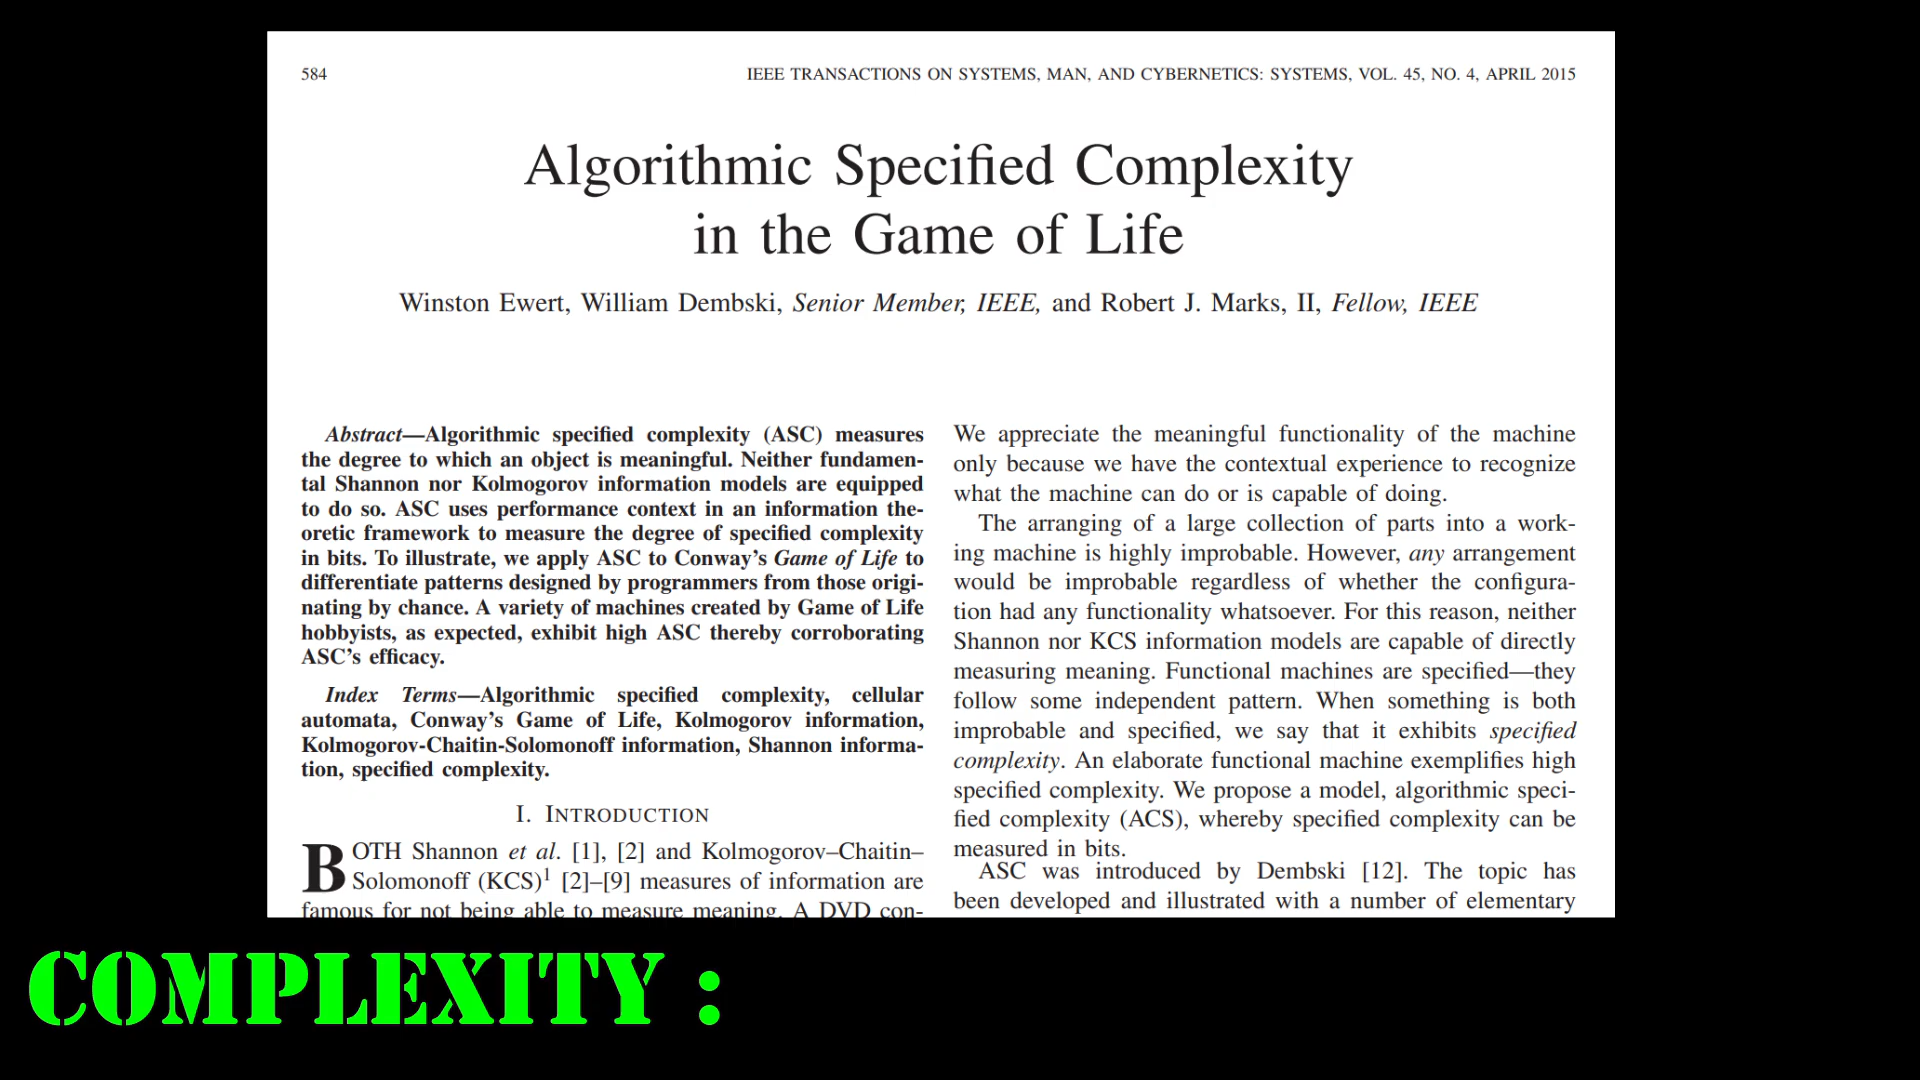 584
IEEE TRANSACTIONS ON SYSTEMS, MAN, AND CYBERNETICS: SYSTEMS, VOL. 45, NO. 4, APRIL 2015
Algorithmic Specified Complexity
in the Game of Life
Winston Ewert, William Dembski, Senior Member, IEEE, and Robert J. Marks, II, Fellow, IEEE
Abstract—Algorithmic specified complexity (ASC) measures
the degree to which an object is meaningful. Neither fundamen-
tal Shannon nor Kolmogorov information models are equipped
to do so. ASC uses performance context in an information the-
oretic framework to measure the degree of specified complexity
in bits. To illustrate, we apply ASC to Conway's Game of Life to
differentiate patterns designed by programmers from those origi-
nating by chance. A variety of machines created by Game of Life
hobbyists, as expected, exhibit high ASC thereby corroborating
ASC's efficacy.
Index Terms—Algorithmic specified complexity, cellular
automata, Conway's Game of Life, Kolmogorov information,
Kolmogorov-Chaitin-Solomonoff information, Shannon informa-
tion, specified complexity.
I. INTRODUCTION
BOTH Shannon et al. [1], [2] and Kolmogorov–Chaitin–
Solomonoff (KCS)1 [2]–[9] measures of information are
famous for not being able to measure meaning. A DVD con-
We appreciate the meaningful functionality of the machine
only because we have the contextual experience to recognize
what the machine can do or is capable of doing.
The arranging of a large collection of parts into a work-
ing machine is highly improbable. However, any arrangement
would be improbable regardless of whether the configura-
tion had any functionality whatsoever. For this reason, neither
Shannon nor KCS information models are capable of directly
measuring meaning. Functional machines are specified—they
follow some independent pattern. When something is both
improbable and specified, we say that it exhibits specified
complexity. An elaborate functional machine exemplifies high
specified complexity. We propose a model, algorithmic speci-
fied complexity (ACS), whereby specified complexity can be
measured in bits.
ASC was introduced by Dembski [12]. The topic has
been developed and illustrated with a number of elementary
COMPLEXITY :